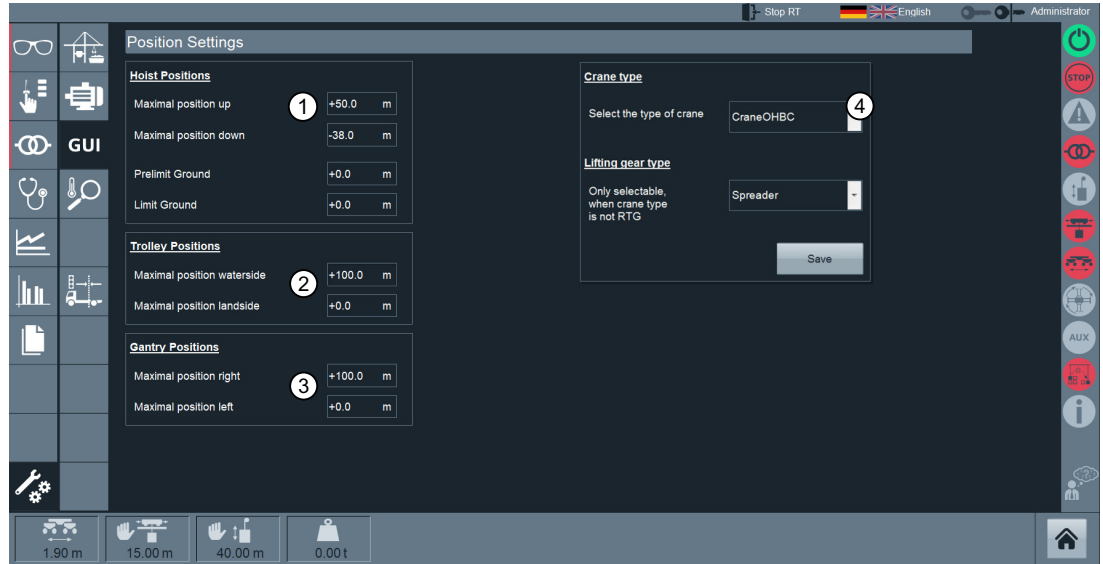 Stop RT
English
Administrator
Position Settings
Hoist Positions
Maximal position up
1
+50.0 m
Maximal position down
-38.0 m
Prelimit Ground
+0.0 m
Limit Ground
+0.0 m
Trolley Positions
Maximal position waterside
2
+100.0 m
Maximal position landside
+0.0 m
Gantry Positions
Maximal position right
3
+100.0 m
Maximal position left
+0.0 m
Crane type
Select the type of crane
CraneOHBC
4
Lifting gear type
Only selectable,
when crane type
is not RTG
Spreader
Save
GUI
STOP
AUX
1.90 m
15.00 m
40.00 m
0.00 t